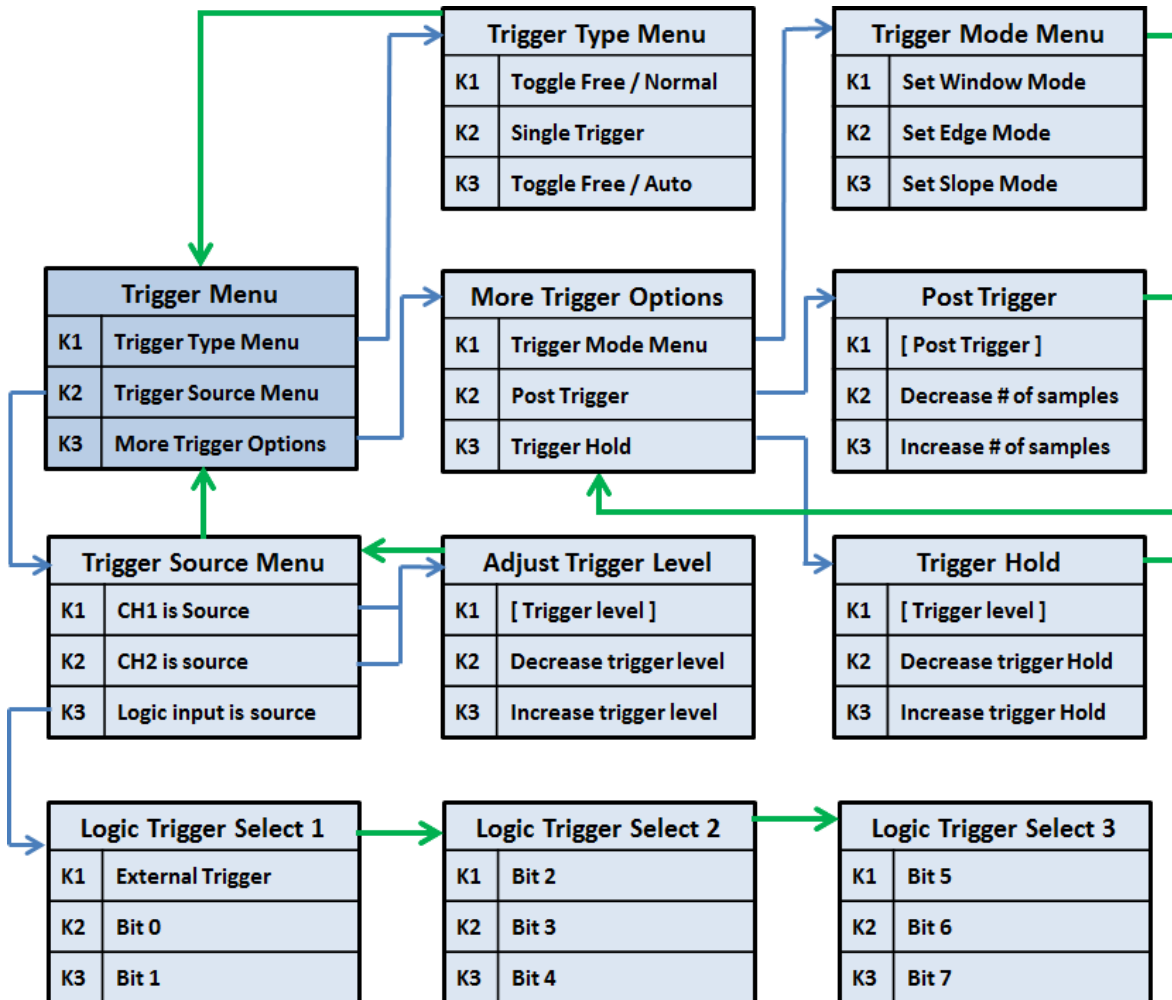 Trigger Type Menu
K1 Toggle Free / Normal
K2 Single Trigger
K3 Toggle Free / Auto
Trigger Mode Menu
K1 Set Window Mode
K2 Set Edge Mode
K3 Set Slope Mode
Trigger Menu
K1 Trigger Type Menu
K2 Trigger Source Menu
K3 More Trigger Options
More Trigger Options
K1 Trigger Mode Menu
K2 Post Trigger
K3 Trigger Hold
Post Trigger
K1 [ Post Trigger ]
K2 Decrease # of samples
K3 Increase # of samples
Trigger Source Menu
K1 CH1 is Source
K2 CH2 is source
K3 Logic input is source
Adjust Trigger Level
K1 [ Trigger level ]
K2 Decrease trigger level
K3 Increase trigger level
Trigger Hold
K1 [ Trigger level ]
K2 Decrease trigger Hold
K3 Increase trigger Hold
Logic Trigger Select 1
K1 External Trigger
K2 Bit 0
K3 Bit 1
Logic Trigger Select 2
K1 Bit 2
K2 Bit 3
K3 Bit 4
Logic Trigger Select 3
K1 Bit 5
K2 Bit 6
K3 Bit 7